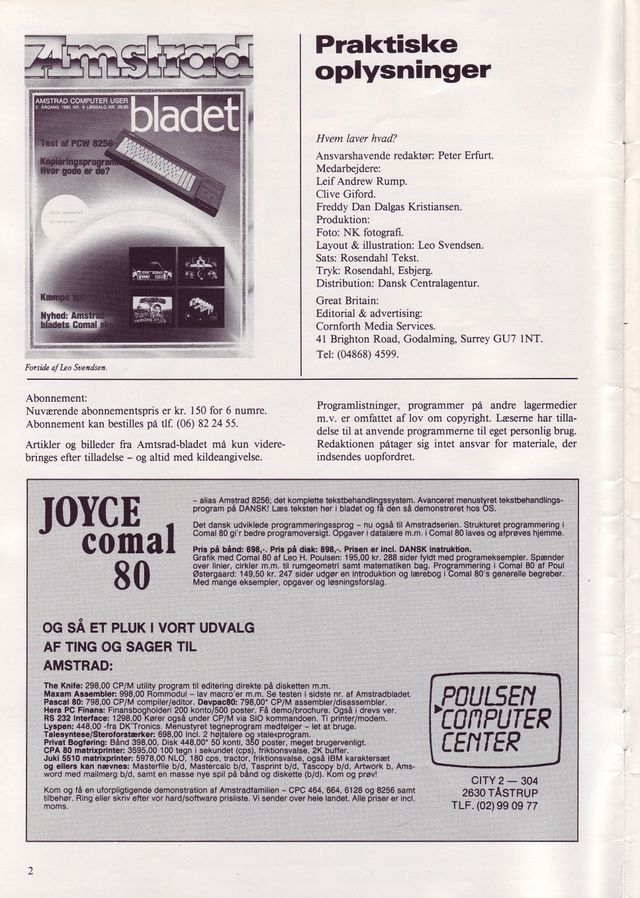 Amstrad
AMSTRAD COMPUTER USER
2. ÅRGANG 1985 NR. 6 LØSSALG KR. 29,85
bladet
Test af PCW 8256
Kopieringsprogrammer
Hvor gode er de?
Kæmpe
Nyhed: Amstrad-
bladets Comal
Forside af Leo Svendsen.
Praktiske
oplysninger
Hvem laver hvad?
Ansvarshavende redaktør: Peter Erfurt.
Medarbejdere:
Leif Andrew Rump.
Clive Giford.
Freddy Dan Dalgas Kristiansen.
Produktion:
Foto: NK fotografi.
Layout & illustration: Leo Svendsen.
Sats: Rosendahl Tekst.
Tryk: Rosendahl, Esbjerg.
Distribution: Dansk Centralagentur.
Great Britain:
Editorial & advertising:
Cornforth Media Services.
41 Brighton Road, Godalming, Surrey GU7 1NT.
Tel: (04868) 4599.
Abonnement:
Nuværende abonnementspris er kr. 150 for 6 numre.
Abonnement kan bestilles på tlf. (06) 82 24 55.
Artikler og billeder fra Amtsrad-bladet må kun videre-
bringes efter tilladelse - og altid med kildeangivelse.
Programlistninger, programmer på andre lagermedier
m.v. er omfattet af lov om copyright. Læserne har tilla-
delse til at anvende programmerne til eget personlig brug.
Redaktionen påtager sig intet ansvar for materiale, der
indsendes uopfordret.
JOYCE
comal
80
– alias Amstrad 8256; det komplette tekstbehandlingssystem. Avanceret menustyret tekstbehandlings-
program på DANSK! Læs teksten her i bladet og få den så demonstreret hos OS.
Det dansk udviklede programmeringssprog – nu også til Amstradserien. Struktureret programmering i
Comal 80 gi'r bedre programoversigt. Opgaver i datalære m.m. i Comal 80 laves og afprøves hjemme.
Pris på bånd: 698,-. Pris på disk: 898,-. Prisen er incl. DANSK instruktion.
Grafik med Comal 80 af Leo H. Poulsen: 195,00 kr. 288 sider fyldt med programeksempler. Spænder
over linier, cirkler m.m. til rumgeometri samt matematiken bag. Programmering i Comal 80 af Poul
Østergaard: 149,50 kr. 247 sider udgør en introduktion og lærebog i Comal 80's generelle begreber.
Med mange eksempler, opgaver og løsningsforslag.
OG SÅ ET PLUK I VORT UDVALG
AF TING OG SAGER TIL
AMSTRAD:
The Knife: 298,00 CP/M utility program til editering direkte på disketten m.m.
Maxam Assembler: 998,00 Rommodul – lav macro'er m.m. Se testen i sidste nr. af Amstradbladet.
Pascal 80: 798,00 CP/M compiler/editor. Devpac80: 798,00* CP/M assembler/disassembler.
Hera PC Finans: Finansbogholderi 200 konto/500 poster. Få demo/brochure. Også i drevs ver.
RS 232 Interface: 1298,00 Kører også under CP/M via SIO kommandoen. Ti printer/modem.
Lyspen: 448,00 -fra DK'Tronics. Menustyret tegneprogram medfølger – let at bruge.
Talesyntese/Steroforstærker: 698,00 Incl. 2 højtalere og »taleprogram«.
Privat Bogføring: Bånd 398,00, Disk 448,00* 50 konti, 350 poster, meget brugervenligt.
CPA 80 matrixprinter: 3595,00 100 tegn i sekundet (cps), friktionsvalse, 2K buffer.
Juki 5510 matrixprinter: 5978,00 NLQ, 180 cps, tractor, friktionsvalse, også IBM karaktersæt
og ellers kan nævnes: Masterfile b/d, Mastercalc b/d, Tasprint b/d, Tascopy b/d, Artwork b, Ams-
word med mailmerg b/d, samt en masse nye spil på bånd og diskette (b/d). Kom og prøv!
Kom og få en uforpligtigende demonstration af Amstradfamilien – CPC 464, 664, 6128 og 8256 samt
tilbehør. Ring eller skriv efter vor hard/software prisliste. Vi sender over hele landet. Alle priser er incl.
moms.
POULSEN
COMPUTER
CENTER
CITY 2 — 304
2630 TÅSTRUP
TLF. (02) 99 09 77
2